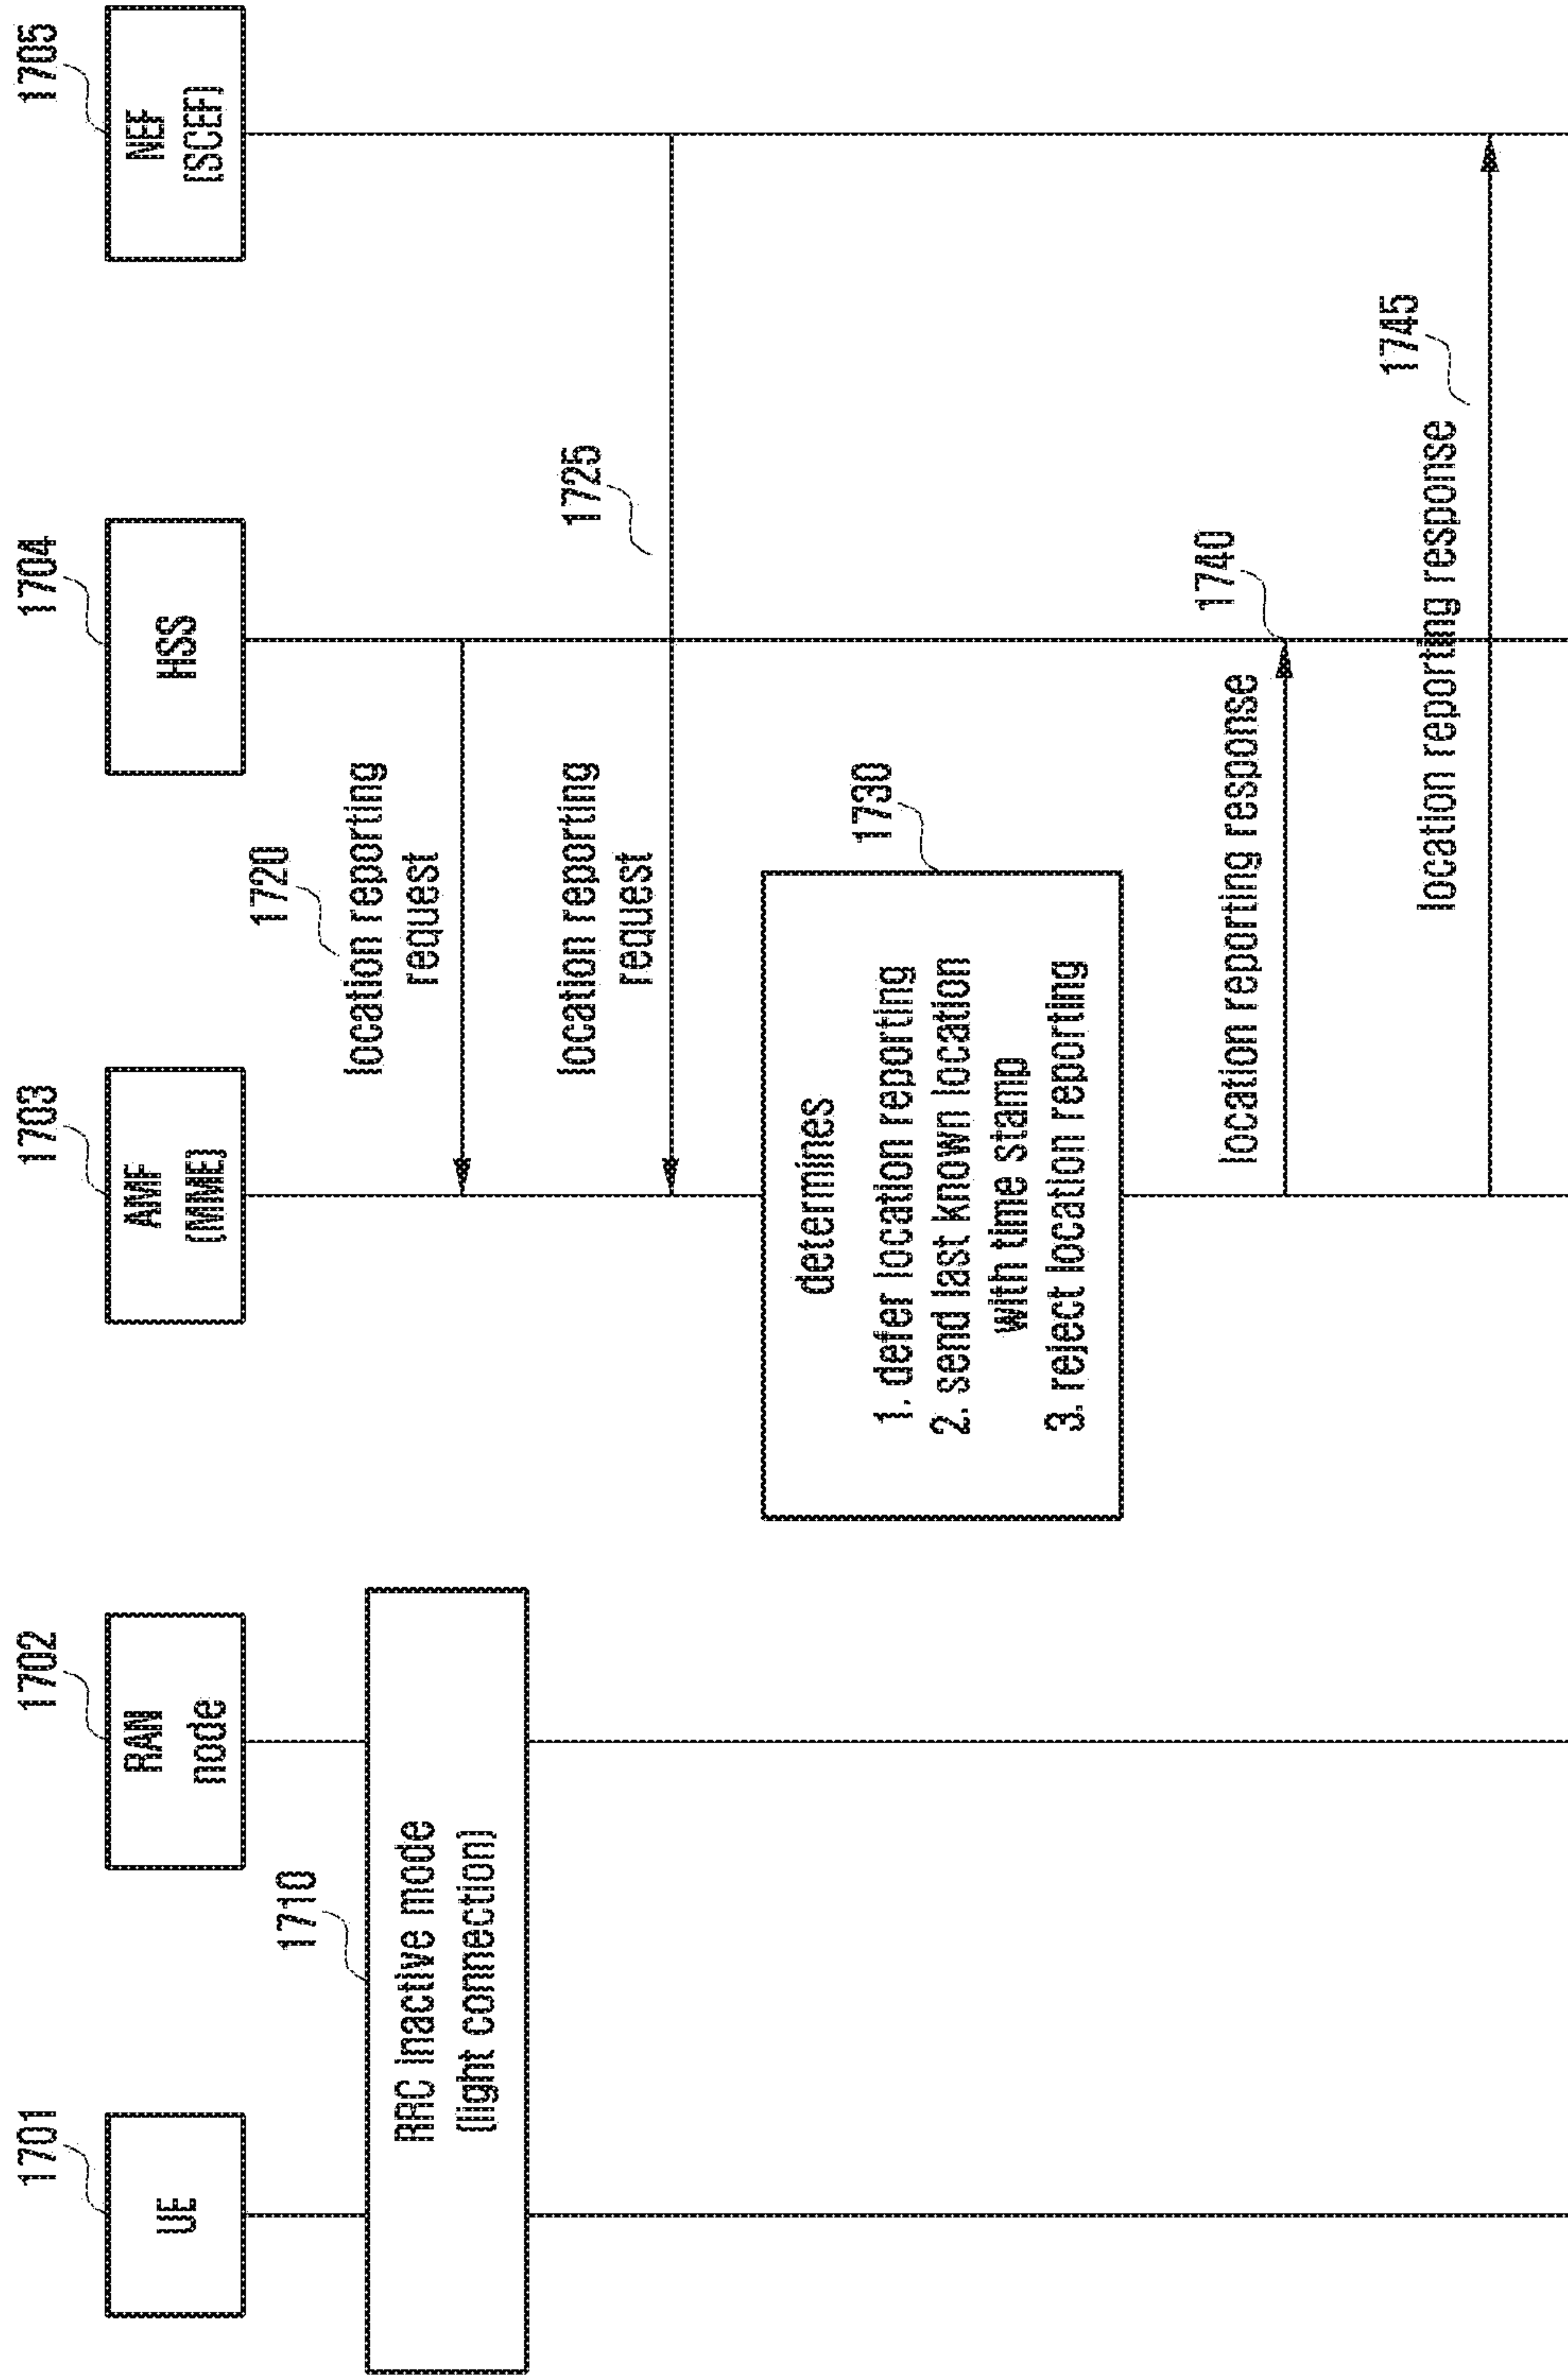 1701
UE
1702
RAN
node
1703
AMF
(MME)
1704
HSS
1705
NEF
(SCEF)
1710
RRC inactive mode
(light connection)
1720
location reporting
request
1725
location reporting
request
1730
determines
1. defer location reporting
2. send last known location
with time stamp
3. reject location reporting
1740
location reporting response
1745
location reporting response